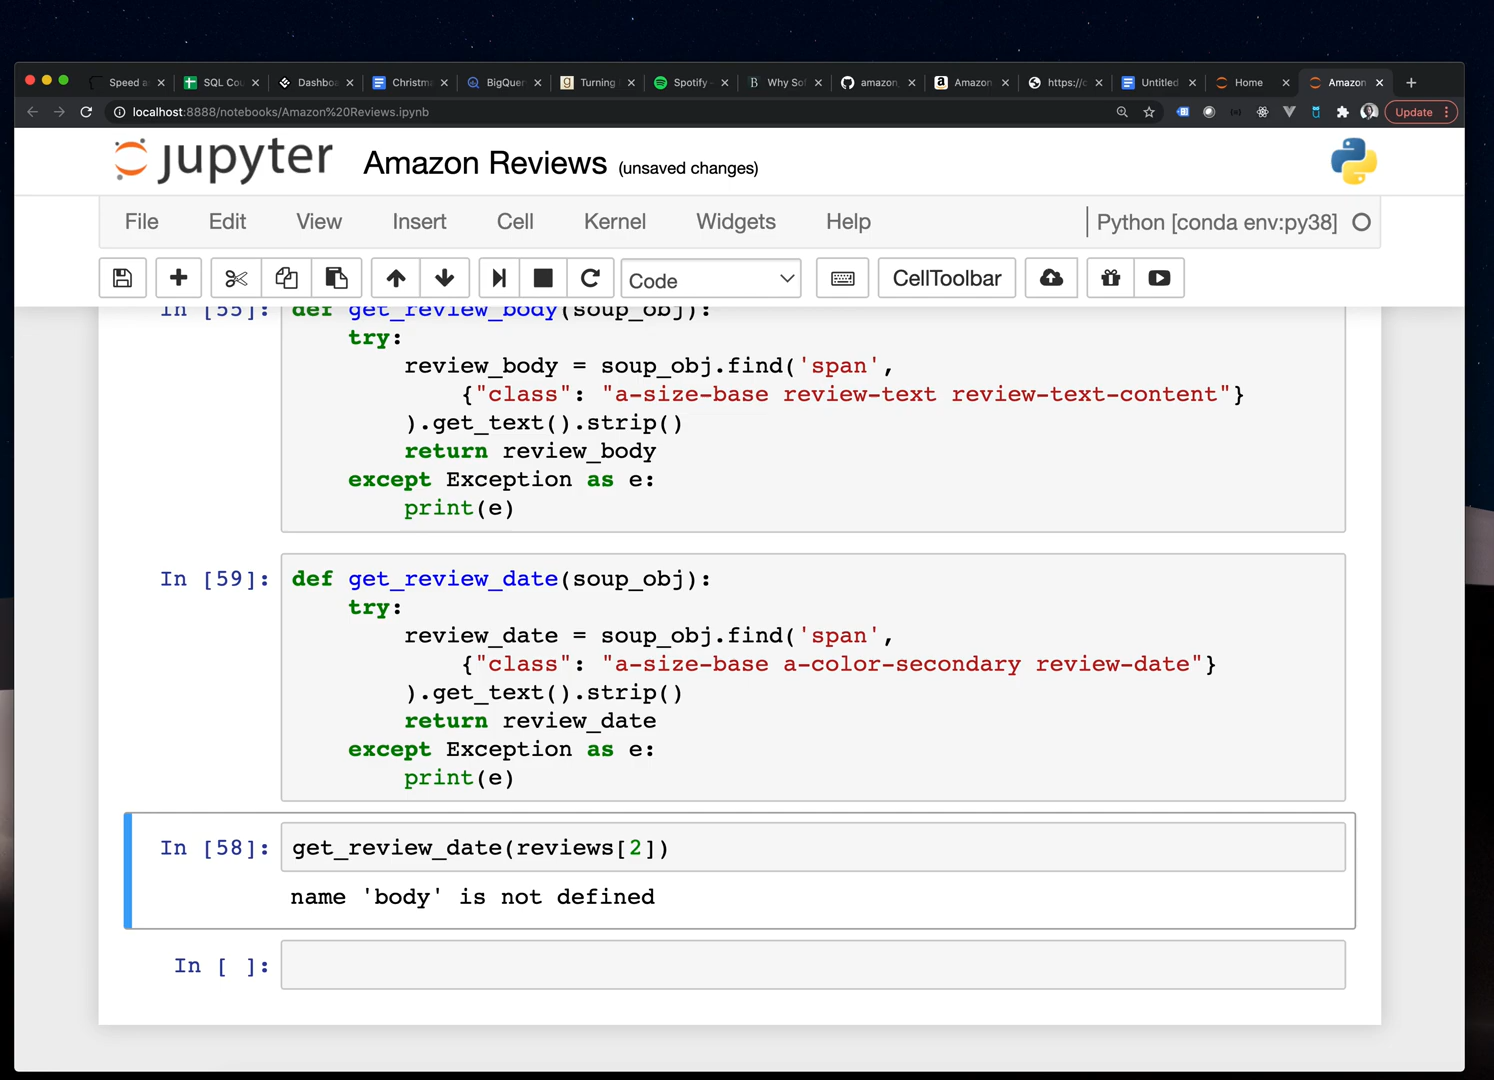 Speed a
SQL Cou
Dashboa
Christma
BigQuer
Turning
Spotify
Why Sof
amazon
Amazon
https://c
Untitled
Home
Amazon
localhost:8888/notebooks/Amazon%20Reviews.ipynb
Update
jupyter Amazon Reviews (unsaved changes)
File Edit View Insert Cell Kernel Widgets Help Python [conda env:py38]
Code CellToolbar
In [55]: def get_review_body(soup_obj):
try:
review_body = soup_obj.find('span',
{"class": "a-size-base review-text review-text-content"}
).get_text().strip()
return review_body
except Exception as e:
print(e)
In [59]: def get_review_date(soup_obj):
try:
review_date = soup_obj.find('span',
{"class": "a-size-base a-color-secondary review-date"}
).get_text().strip()
return review_date
except Exception as e:
print(e)
In [58]: get_review_date(reviews[2])
name 'body' is not defined
In [ ]: